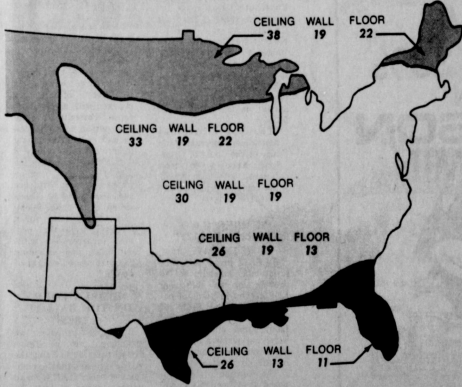 CEILING WALL FLOOR
38 19 22
CEILING WALL FLOOR
33 19 22
CEILING WALL FLOOR
30 19 19
CEILING WALL FLOOR
26 19 13
CEILING WALL FLOOR
26 13 11